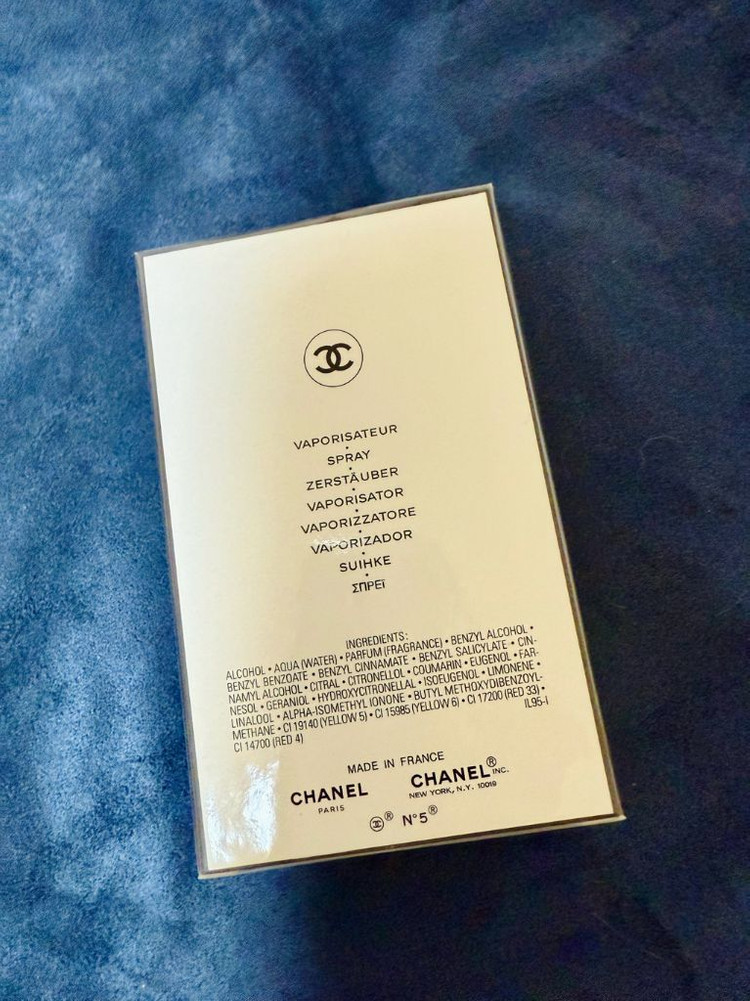 VAPORISATEUR
SPRAY
ZERSTÄUBER
VAPORISATOR
VAPORIZZATORE
VAPORIZADOR
SUIHKE
ΣΠΡΕΪ
INGREDIENTS:
ALCOHOL • AQUA (WATER) • PARFUM (FRAGRANCE) • BENZYL ALCOHOL •
BENZYL BENZOATE • BENZYL CINNAMATE • BENZYL SALICYLATE • CIN-
NAMYL ALCOHOL • CITRAL • CITRONELLOL • COUMARIN • EUGENOL • FAR-
NESOL • GERANIOL • HYDROXYCITRONELLAL • ISOEUGENOL • LIMONENE •
LINALOOL • ALPHA-ISOMETHYL IONONE • BUTYL METHOXYDIBENZOYL-
METHANE • CI 19140 (YELLOW 5) • CI 15985 (YELLOW 6) • CI 17200 (RED 33) •
CI 14700 (RED 4) IL95-I
MADE IN FRANCE
CHANEL CHANEL® INC.
PARIS NEW YORK, N.Y. 10019
® N°5®